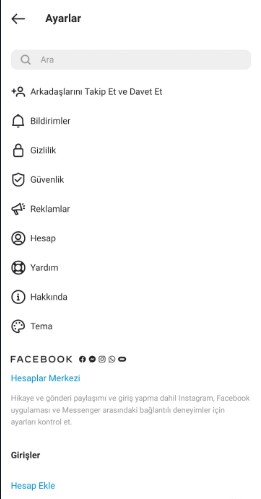 Ayarlar
Ara
Arkadaşlarını Takip Et ve Davet Et
Bildirimler
Gizlilik
Güvenlik
Reklamlar
Hesap
Yardım
Hakkında
Tema
FACEBOOK
Hesaplar Merkezi
Hikaye ve gönderi paylaşımı ve giriş yapma dahil Instagram, Facebook
uygulaması ve Messenger arasındaki bağlantılı deneyimler için
ayarları kontrol et.
Girişler
Hesap Ekle